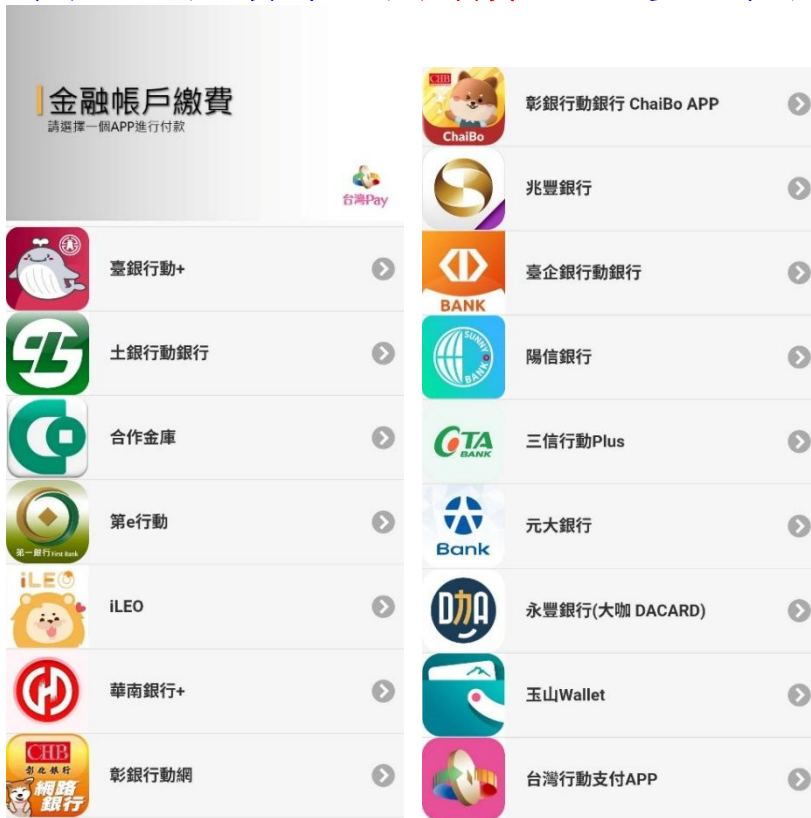 金融帳戶繳費
請選擇一個APP進行付款
台灣Pay
臺銀行動+
土銀行動銀行
合作金庫
第e行動
第一銀行 First Bank
iLEO
iLEO
華南銀行+
CHB
彰化銀行
網路
銀行
彰銀行動網
CHB
ChaiBo
彰銀行動銀行 ChaiBo APP
兆豐銀行
BANK
臺企銀行動銀行
SUNNY
BANK
陽信銀行
COTA
BANK
三信行動Plus
Bank
元大銀行
咖
永豐銀行(大咖 DACARD)
玉山Wallet
台灣行動支付APP